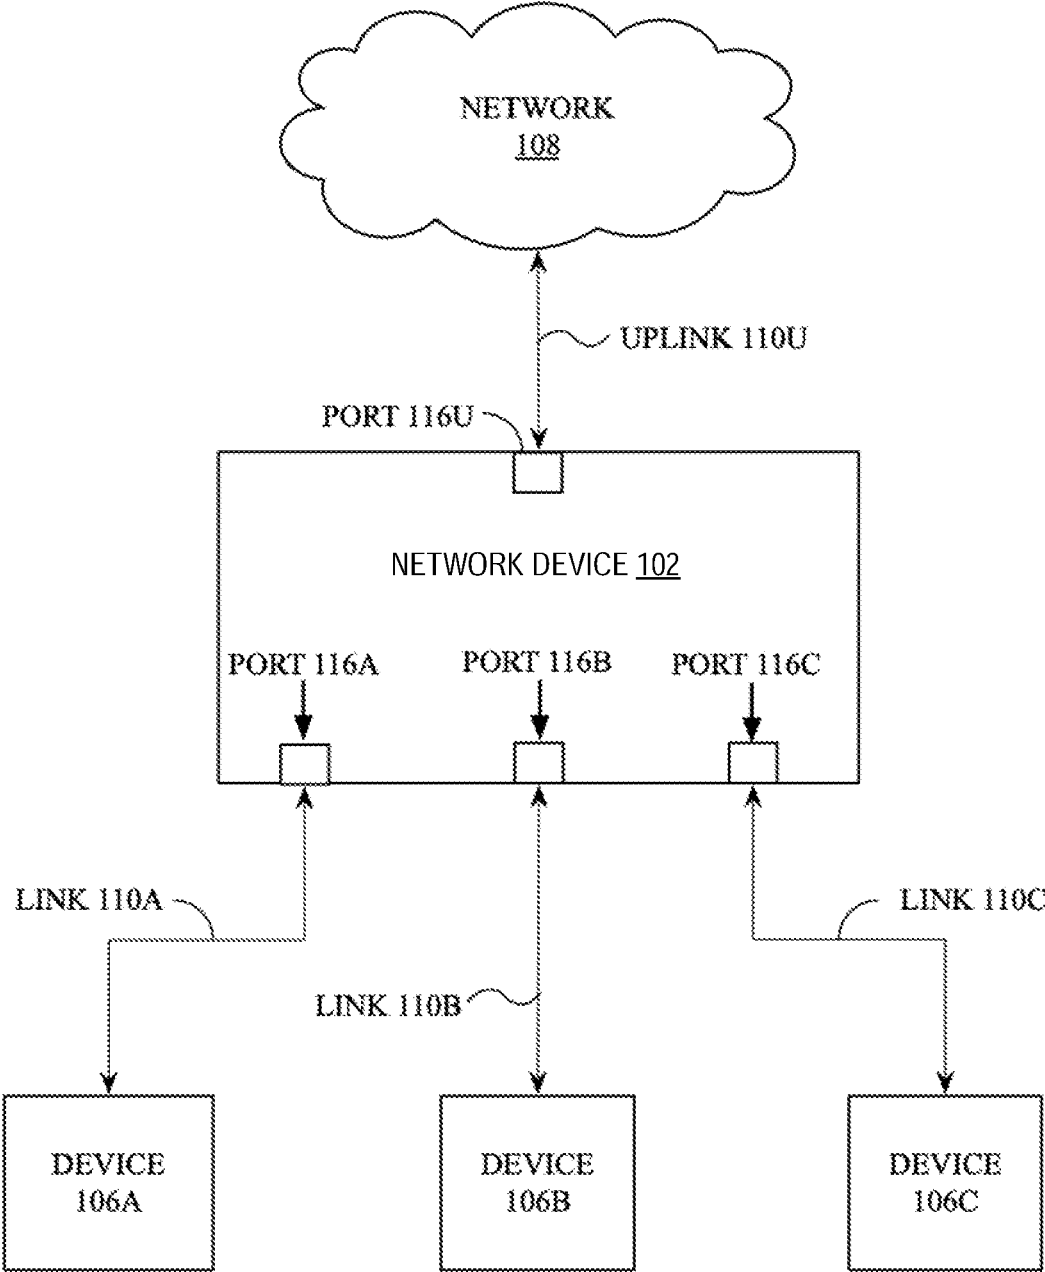 NETWORK
108
UPLINK 110U
PORT 116U
NETWORK DEVICE 102
PORT 116A
PORT 116B
PORT 116C
LINK 110A
LINK 110C
LINK 110B
DEVICE
106A
DEVICE
106B
DEVICE
106C